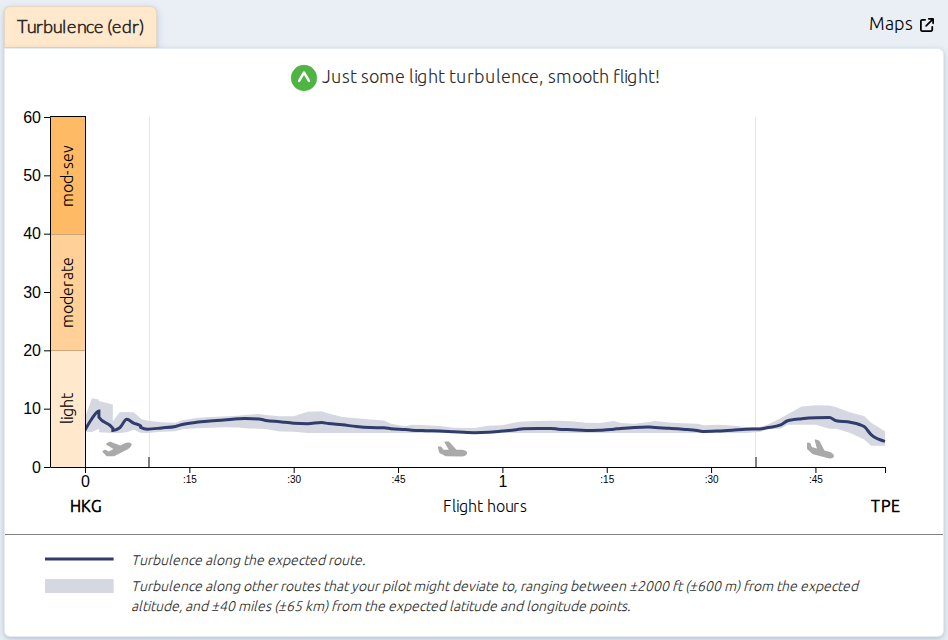 Turbulence (edr)
Maps
Just some light turbulence, smooth flight!
60
50
40
30
20
10
0
mod-sev
moderate
light
0 :15 :30 :45 1 :15 :30 :45
HKG Flight hours TPE
Turbulence along the expected route.
Turbulence along other routes that your pilot might deviate to, ranging between ±2000 ft (±600 m) from the expected
altitude, and ±40 miles (±65 km) from the expected latitude and longitude points.